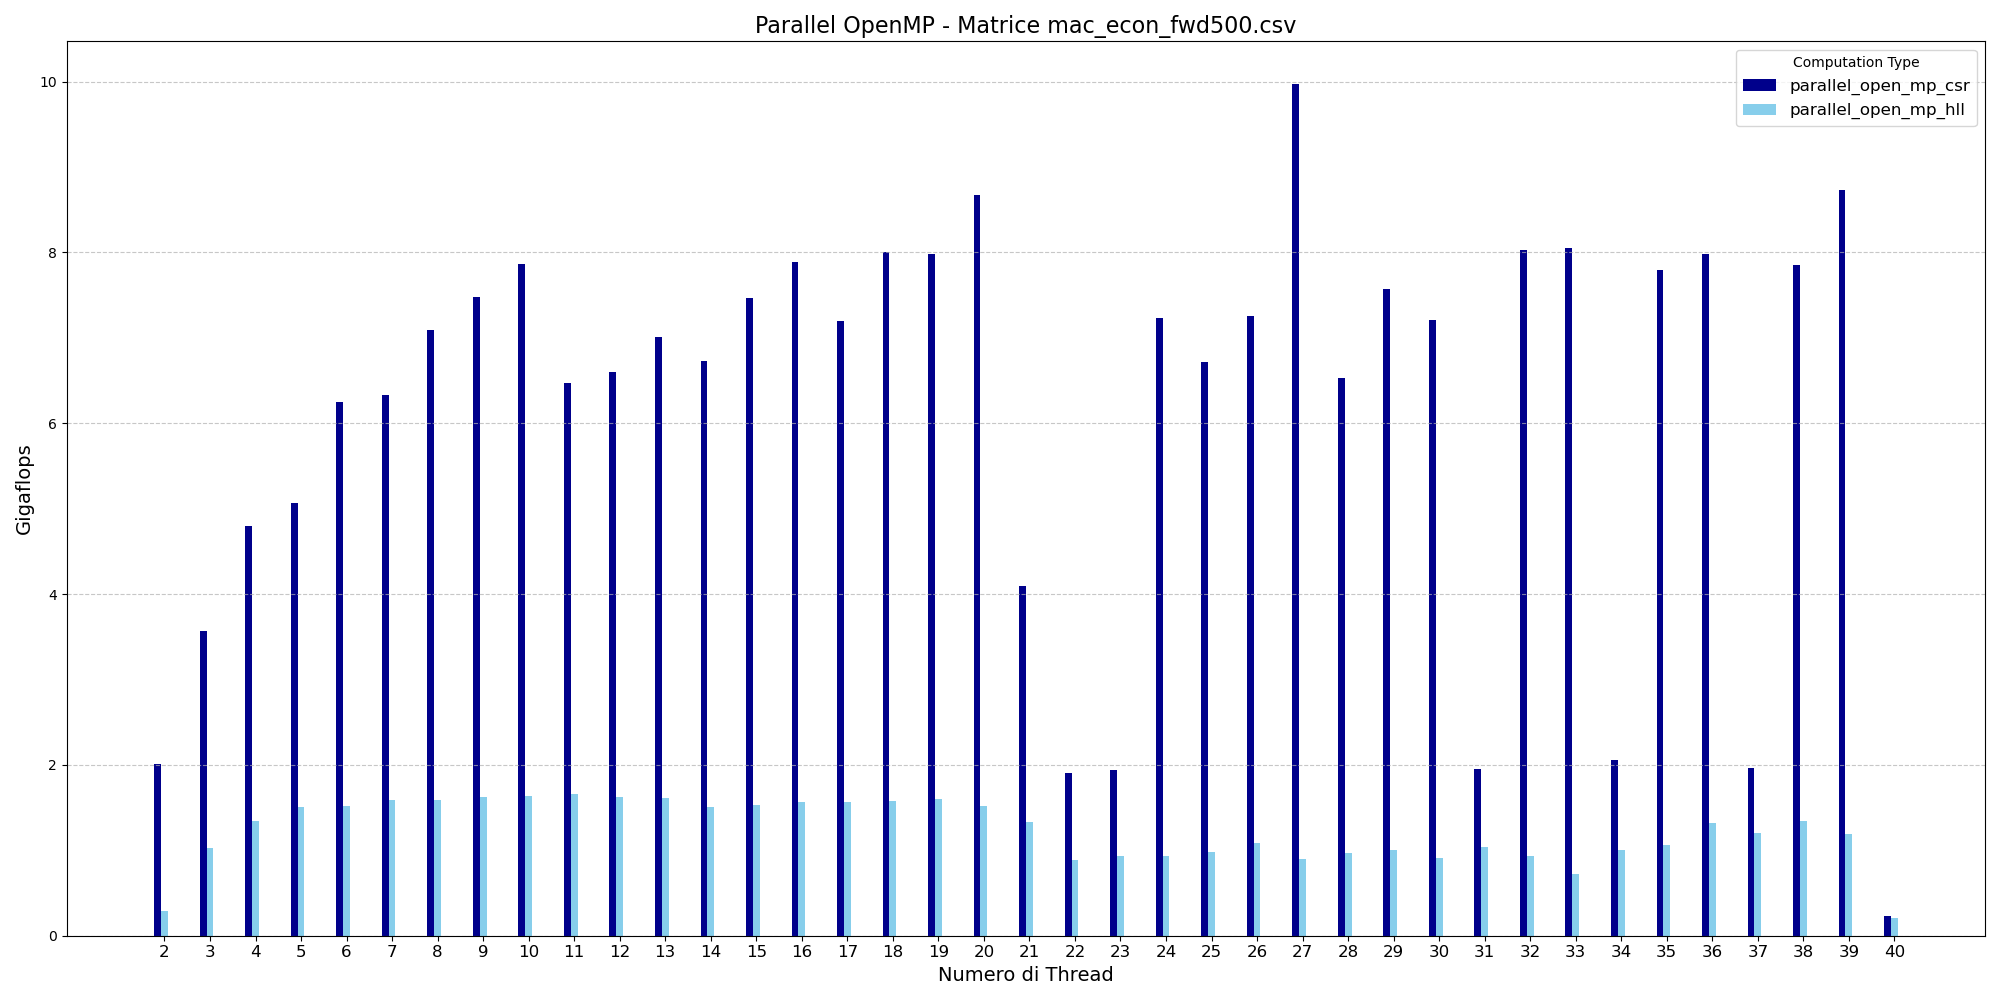 Parallel OpenMP - Matrice mac_econ_fwd500.csv
Computation Type
parallel_open_mp_csr
parallel_open_mp_hll
Gigaflops
10
8
6
4
2
0
2 3 4 5 6 7 8 9 10 11 12 13 14 15 16 17 18 19 20 21 22 23 24 25 26 27 28 29 30 31 32 33 34 35 36 37 38 39 40
Numero di Thread